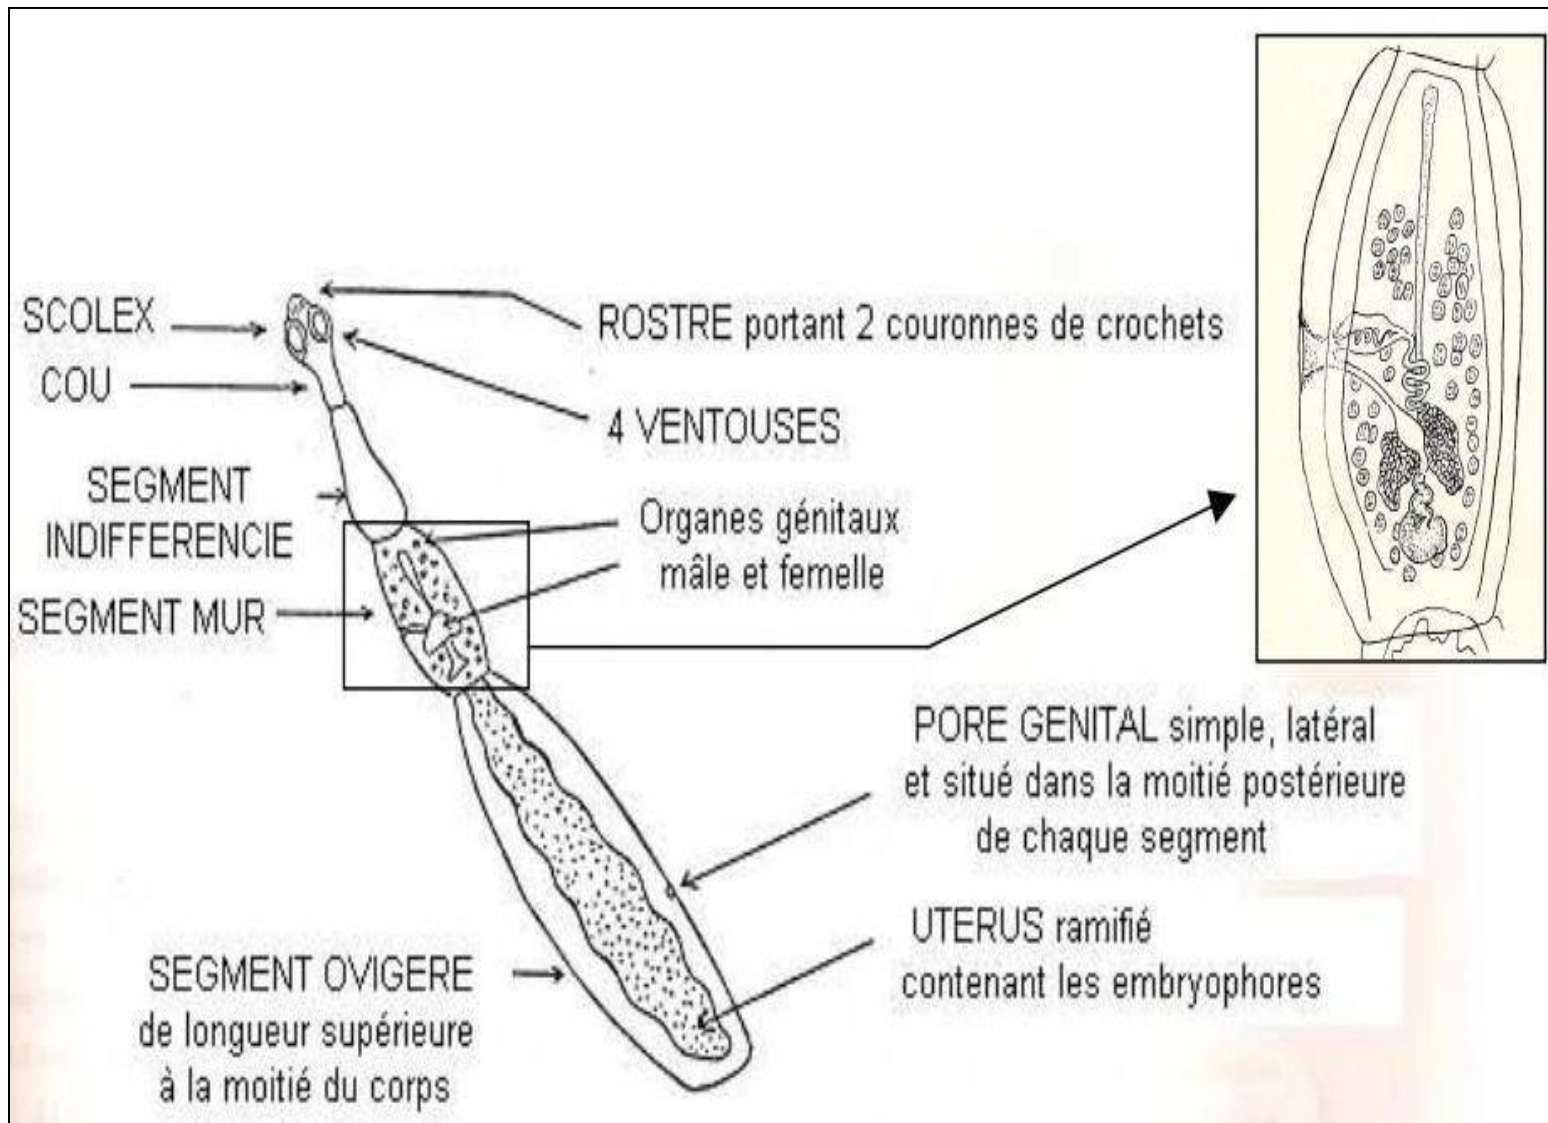 SCOLEX
COU
SEGMENT
INDIFFERENCIE
SEGMENT MUR
SEGMENT OVIGERE
de longueur supérieure
à la moitié du corps
ROSTRE portant 2 couronnes de crochets
4 VENTOUSES
Organes génitaux
mâle et femelle
PORE GENITAL simple, latéral
et situé dans la moitié postérieure
de chaque segment
UTERUS ramifié
contenant les embryophores